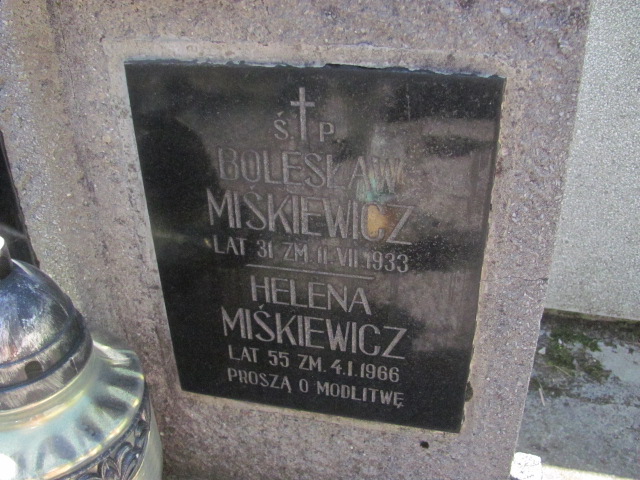 Ś. P.
BOLESŁAW
MIŚKIEWICZ
LAT 31 ZM. 11.VII.1933
HELENA
MIŚKIEWICZ
LAT 55 ZM. 4.I.1966
PROSZĄ O MODLITWĘ